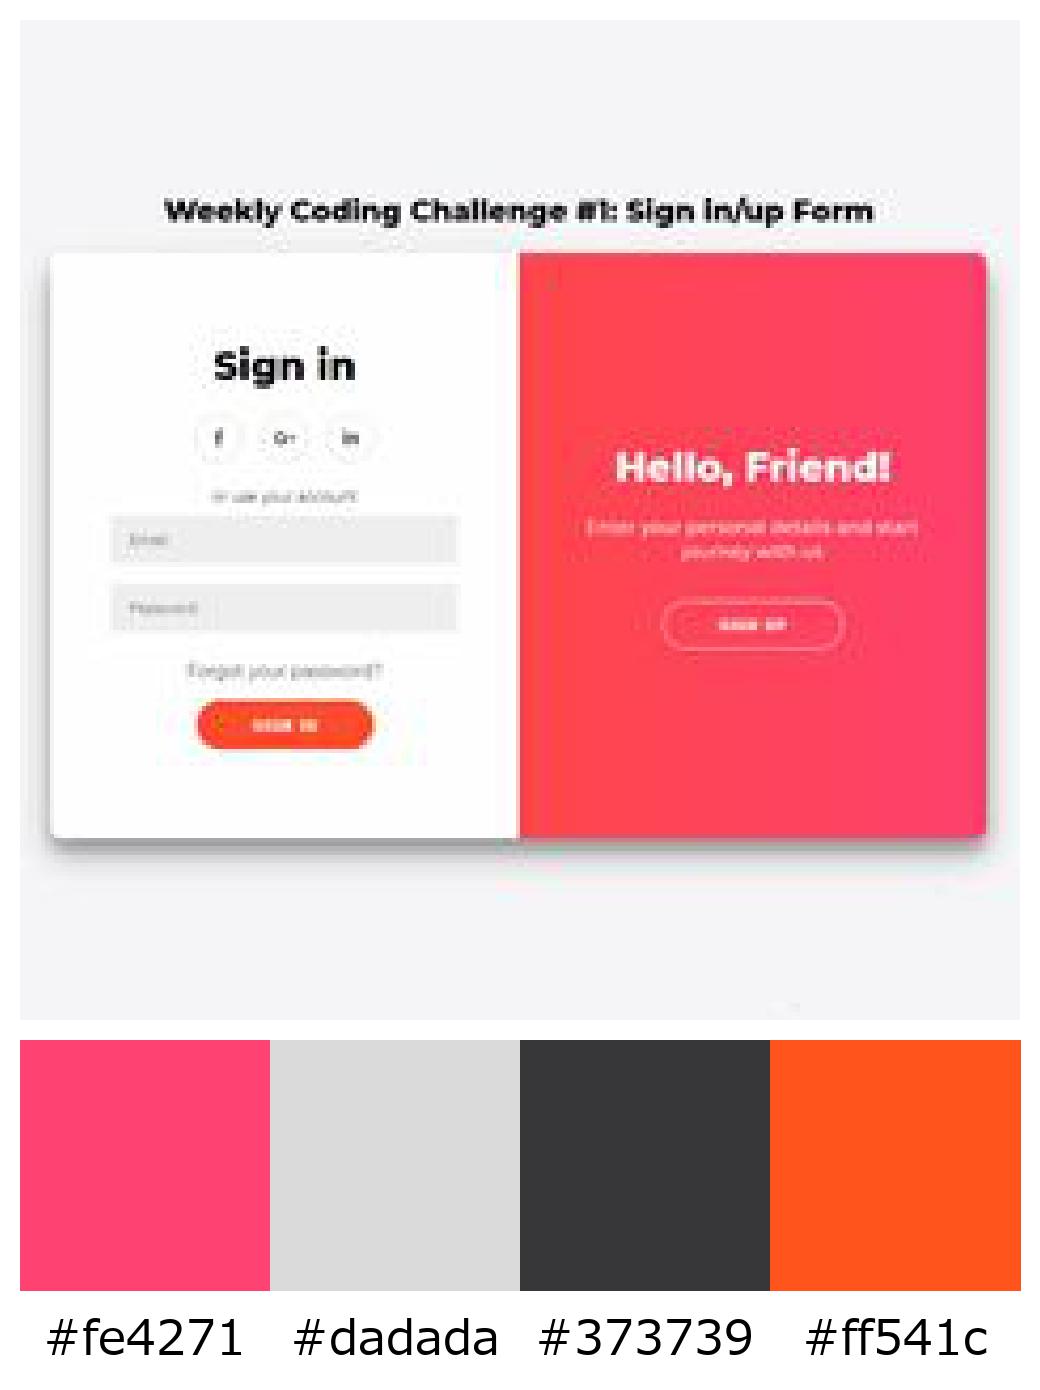 Weekly Coding Challenge #1: Sign in/up Form
Sign in
f
G+
in
or use your account
Email
Password
Forgot your password?
SIGN IN
Hello, Friend!
Enter your personal details and start
journey with us
SIGN UP
#fe4271
#dadada
#373739
#ff541c